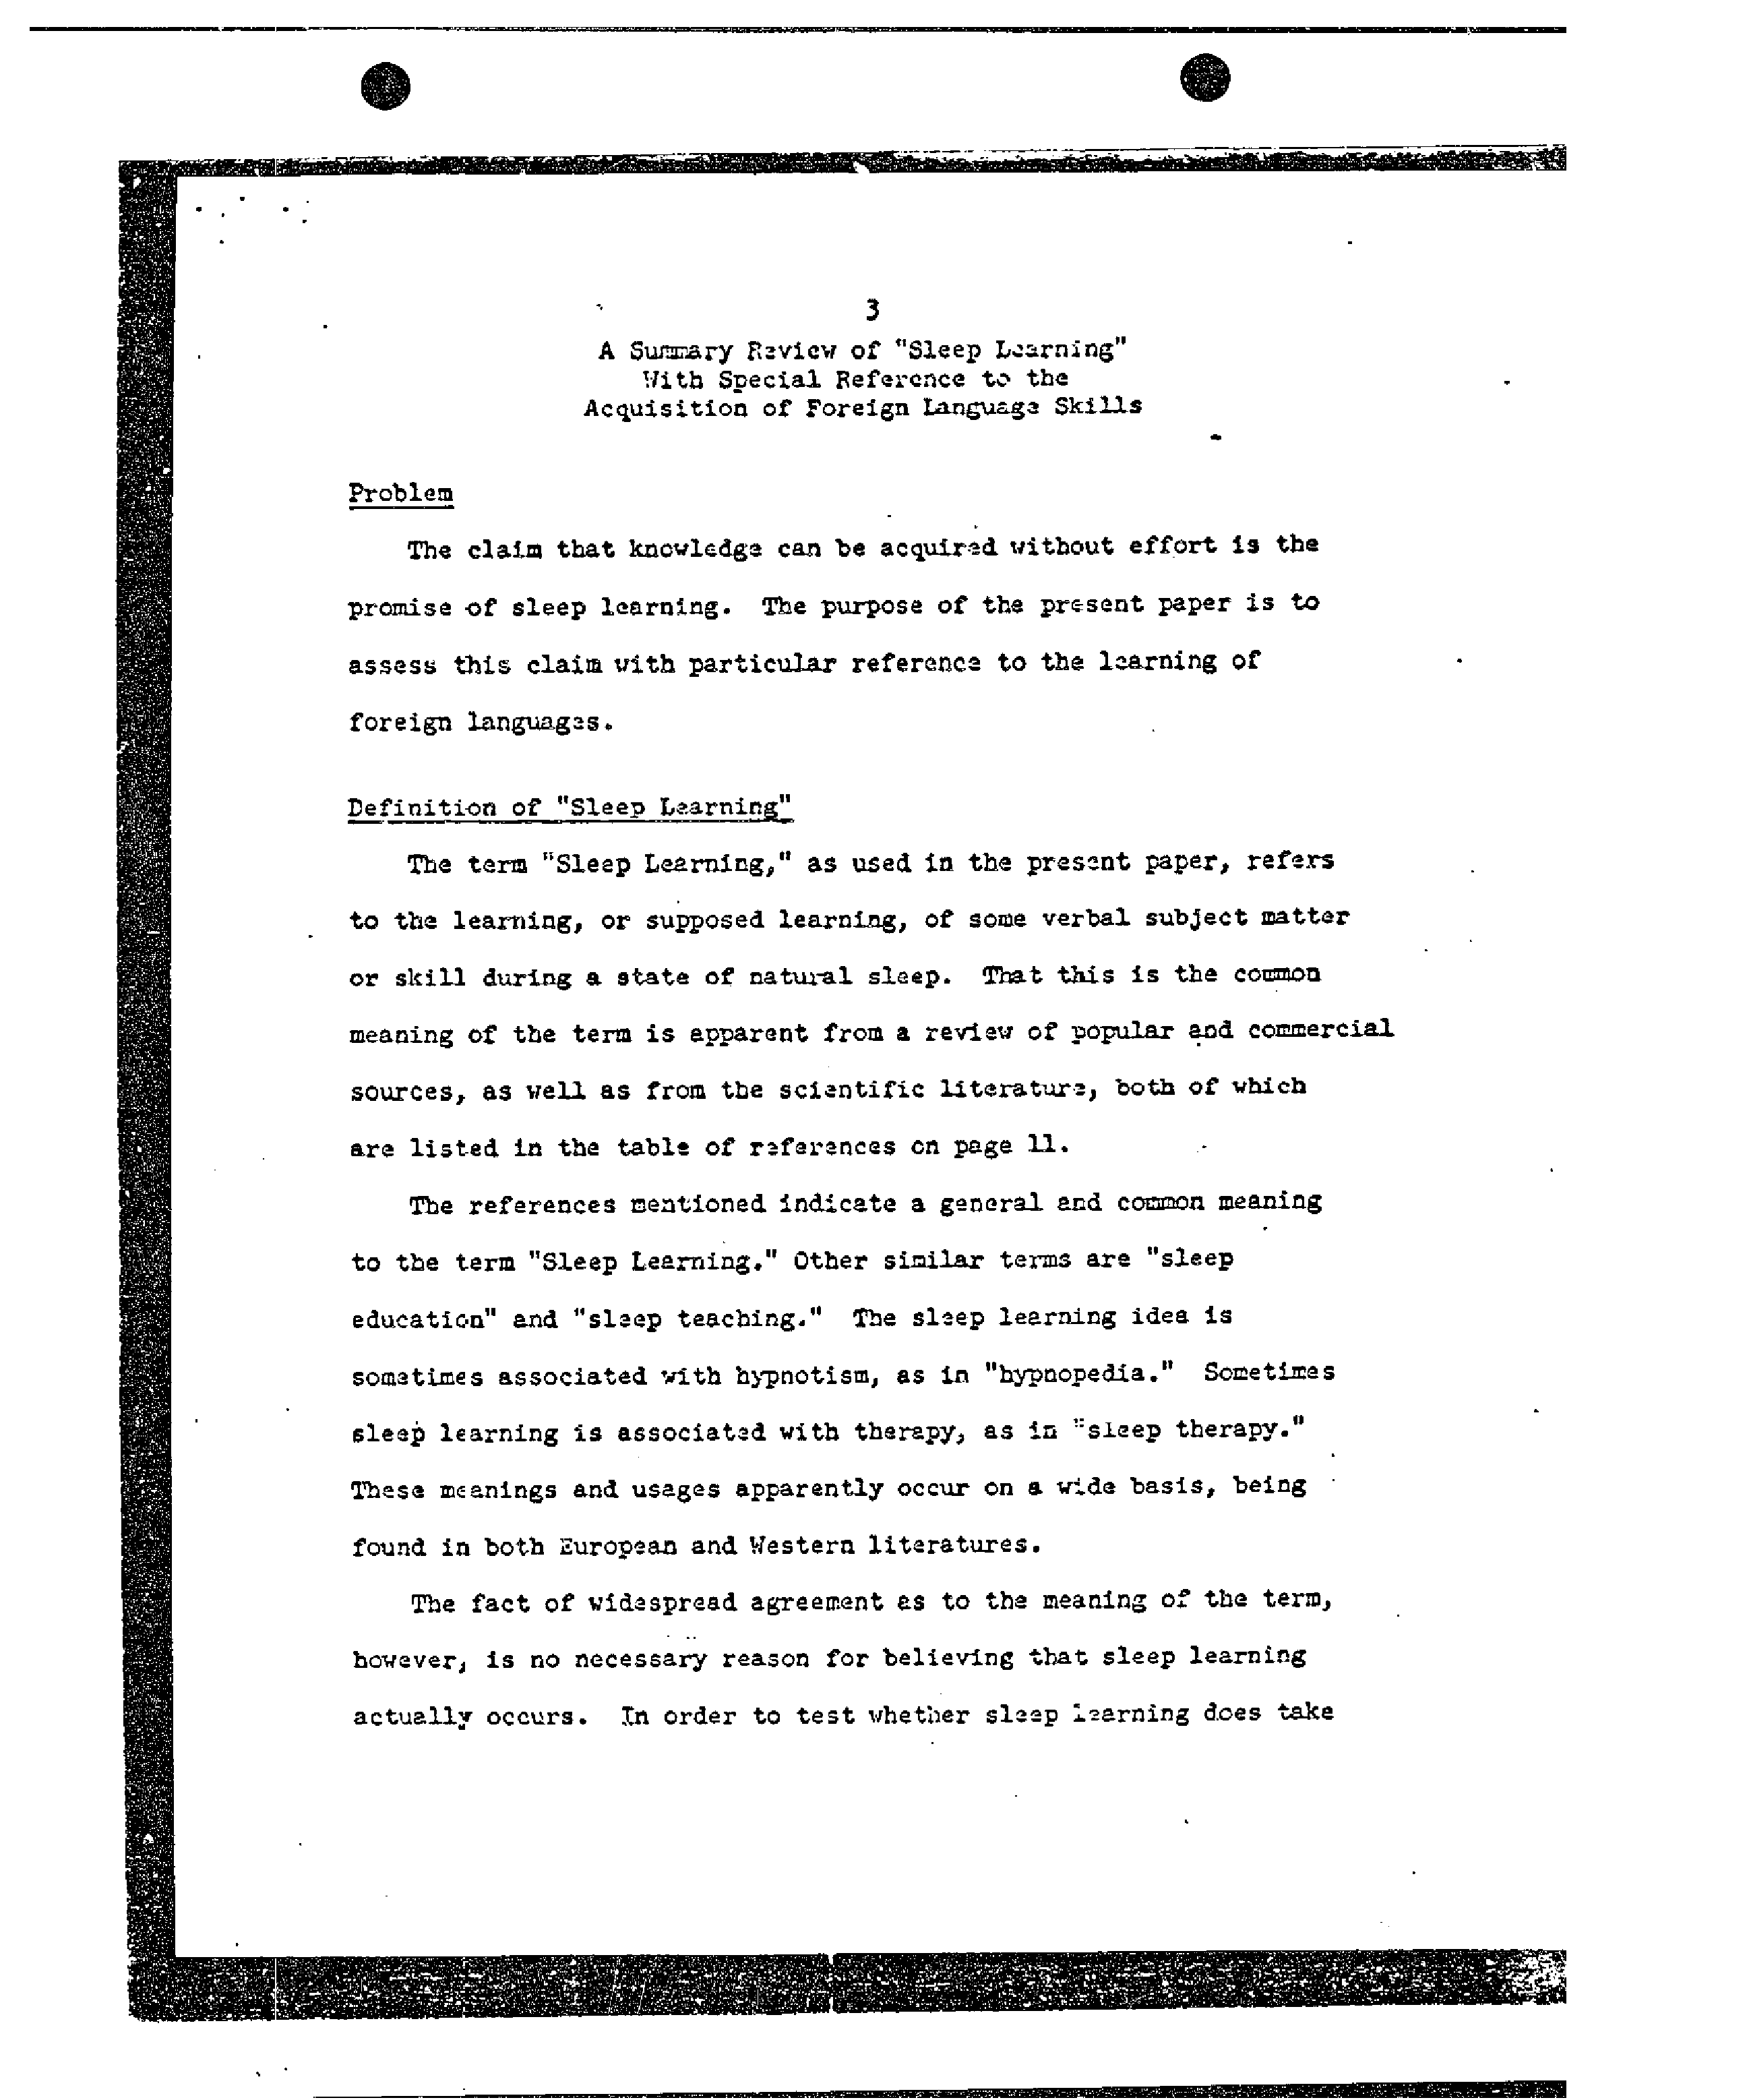 3
A Summary Review of "Sleep Learning"
With Special Reference to the
Acquisition of Foreign Language Skills
Problem
The claim that knowledge can be acquired without effort is the
promise of sleep learning. The purpose of the present paper is to
assess this claim with particular reference to the learning of
foreign languages.
Definition of "Sleep Learning"
The term "Sleep Learning," as used in the present paper, refers
to the learning, or supposed learning, of some verbal subject matter
or skill during a state of natural sleep. That this is the common
meaning of the term is apparent from a review of popular and commercial
sources, as well as from the scientific literature, both of which
are listed in the table of references on page 11.
The references mentioned indicate a general and common meaning
to the term "Sleep Learning." Other similar terms are "sleep
education" and "sleep teaching." The sleep learning idea is
sometimes associated with hypnotism, as in "hypnopedia." Sometimes
sleep learning is associated with therapy, as in "sleep therapy."
These meanings and usages apparently occur on a wide basis, being
found in both European and Western literatures.
The fact of widespread agreement as to the meaning of the term,
however, is no necessary reason for believing that sleep learning
actually occurs. In order to test whether sleep learning does take